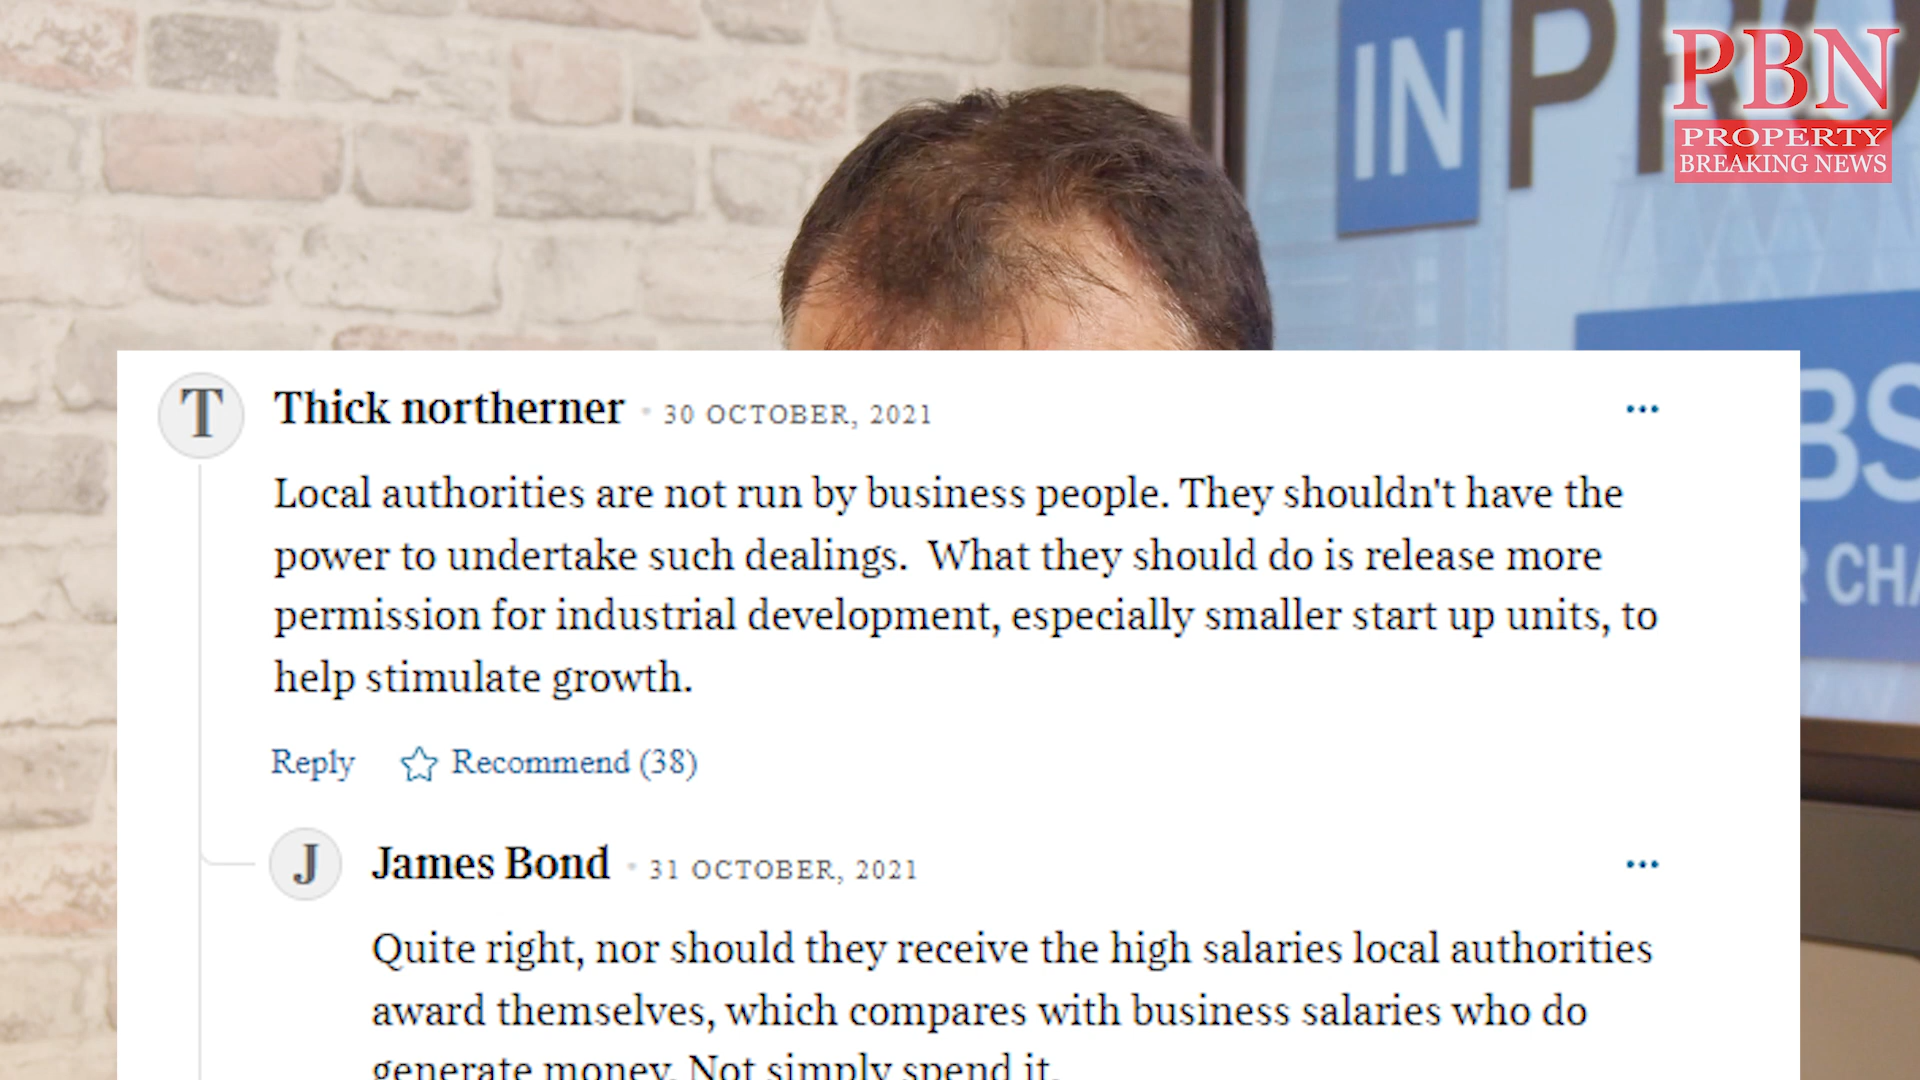 IN PRO
PBN
PROPERTY
BREAKING NEWS
BS
R CHA
T
Thick northerner · 30 OCTOBER, 2021
Local authorities are not run by business people. They shouldn't have the
power to undertake such dealings.  What they should do is release more
permission for industrial development, especially smaller start up units, to
help stimulate growth.
Reply Recommend (38)
J
James Bond · 31 OCTOBER, 2021
Quite right, nor should they receive the high salaries local authorities
award themselves, which compares with business salaries who do
generate money. Not simply spend it.